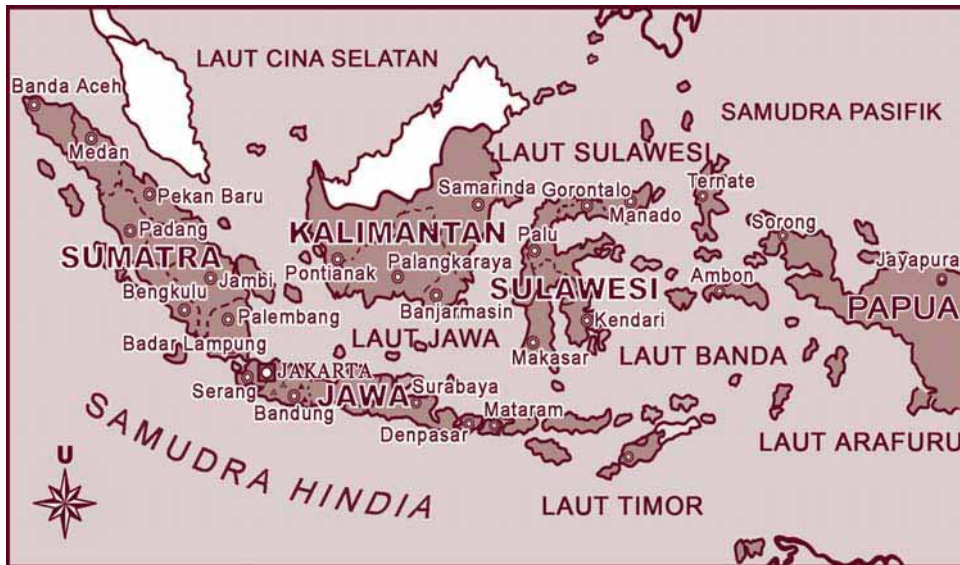 LAUT CINA SELATAN
Banda Aceh
SAMUDRA PASIFIK
Medan
LAUT SULAWESI
Pekan Baru
Samarinda
Gorontalo
Ternate
Manado
Padang
SUMATRA
KALIMANTAN
Palu
Sorong
Pontianak
Palangkaraya
Jambi
Bengkulu
SULAWESI
Ambon
Jayapura
PAPUA
Palembang
Banjarmasin
Kendari
Badar Lampung
LAUT JAWA
Makasar
LAUT BANDA
JAKARTA
Serang
JAWA
Surabaya
Bandung
Mataram
Denpasar
LAUT ARAFURU
SAMUDRA HINDIA
U
LAUT TIMOR